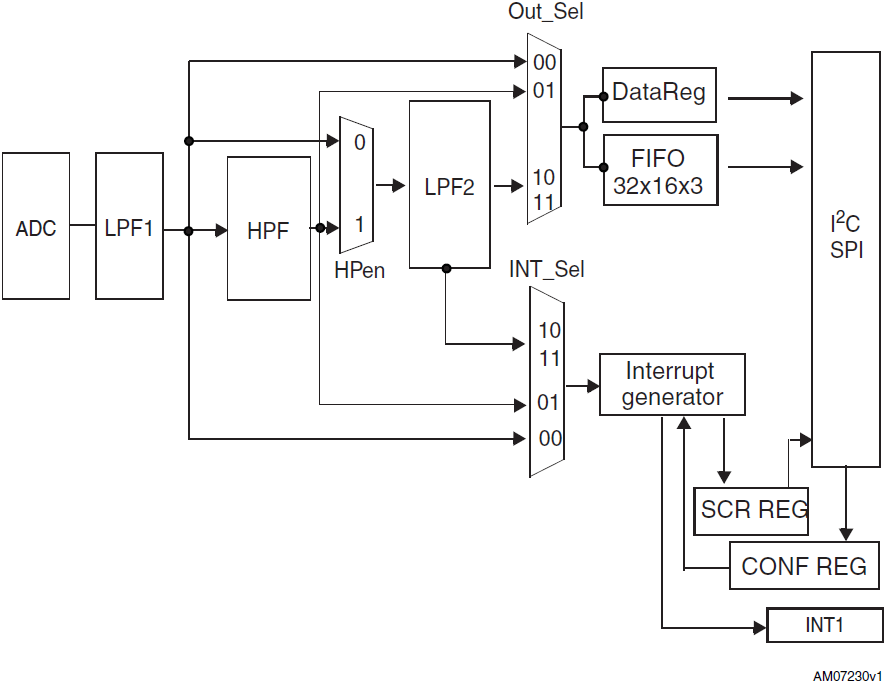 Out_Sel
00
01
10
11
DataReg
FIFO
32x16x3
I²C
SPI
ADC
LPF1
HPF
0
1
HPen
LPF2
INT_Sel
10
11
01
00
Interrupt
generator
SCR REG
CONF REG
INT1
AM07230v1